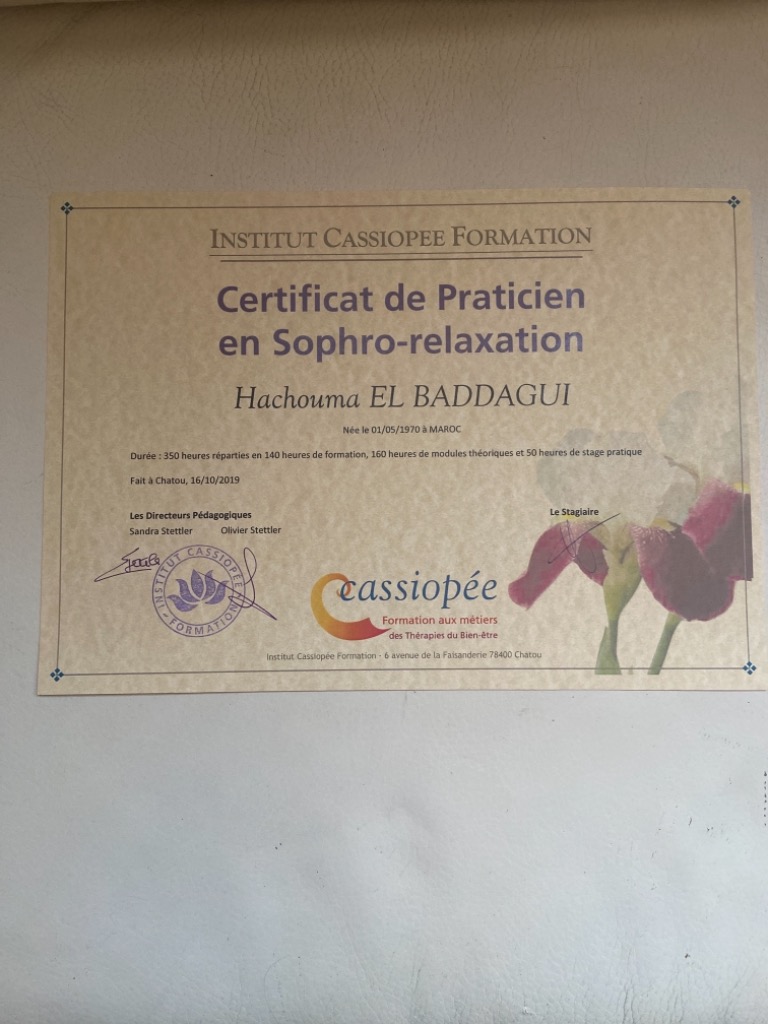 INSTITUT CASSIOPEE FORMATION
Certificat de Praticien
en Sophro-relaxation
Hachouma EL BADDAGUI
Née le 01/05/1970 à MAROC
Durée : 350 heures réparties en 140 heures de formation, 160 heures de modules théoriques et 50 heures de stage pratique
Fait à Chatou, 16/10/2019
Les Directeurs Pédagogiques
Sandra Stettler Olivier Stettler
Le Stagiaire
INSTITUT CASSIOPÉE
FORMATION
cassiopée
Formation aux métiers
des Thérapies du Bien-être
Institut Cassiopée Formation - 6 avenue de la Faisanderie 78400 Chatou